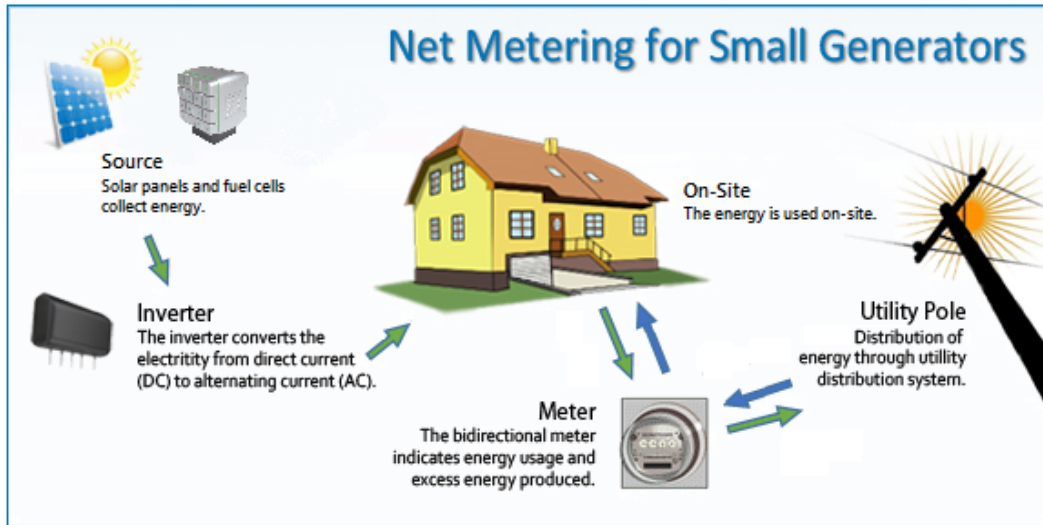 Net Metering for Small Generators
Source
Solar panels and fuel cells
collect energy.
On-Site
The energy is used on-site.
Inverter
The inverter converts the
electritity from direct current
(DC) to alternating current (AC).
Utility Pole
Distribution of
energy through utillity
distribution system.
Meter
The bidirectional meter
indicates energy usage and
excess energy produced.